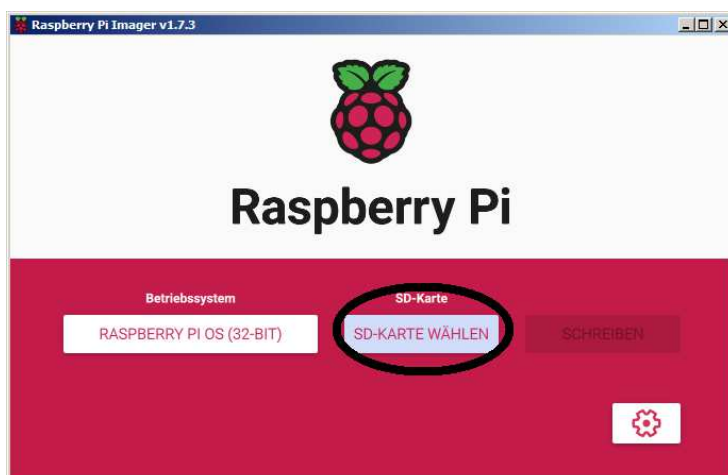 Raspberry Pi Imager v1.7.3
Raspberry Pi
Betriebssystem
SD-Karte
RASPBERRY PI OS (32-BIT)
SD-KARTE WÄHLEN
SCHREIBEN